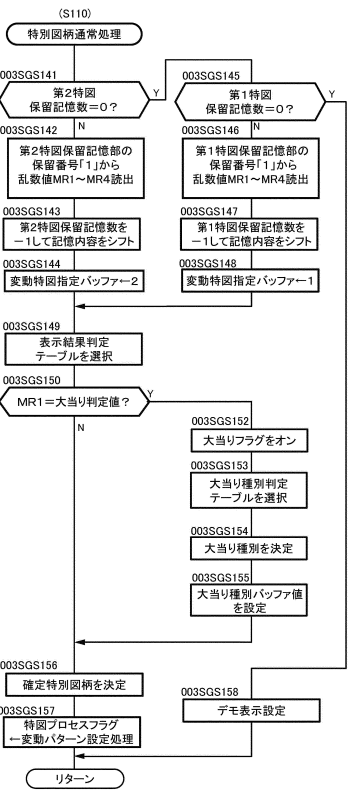 (S110)
特別図柄通常処理
003SGS141
第2特図
保留記憶数=0?
Y
N
003SGS145
第1特図
保留記憶数=0?
Y
N
003SGS142
第2特図保留記憶部の
保留番号「1」から
乱数値MR1~MR4読出
003SGS146
第1特図保留記憶部の
保留番号「1」から
乱数値MR1~MR4読出
003SGS143
第2特図保留記憶数を
-1して記憶内容をシフト
003SGS147
第1特図保留記憶数を
-1して記憶内容をシフト
003SGS144
変動特図指定バッファ←2
003SGS148
変動特図指定バッファ←1
003SGS149
表示結果判定
テーブルを選択
003SGS150
MR1=大当り判定値?
Y
N
003SGS152
大当りフラグをオン
003SGS153
大当り種別判定
テーブルを選択
003SGS154
大当り種別を決定
003SGS155
大当り種別バッファ値
を設定
003SGS156
確定特別図柄を決定
003SGS157
特図プロセスフラグ
←変動パターン設定処理
003SGS158
デモ表示設定
リターン